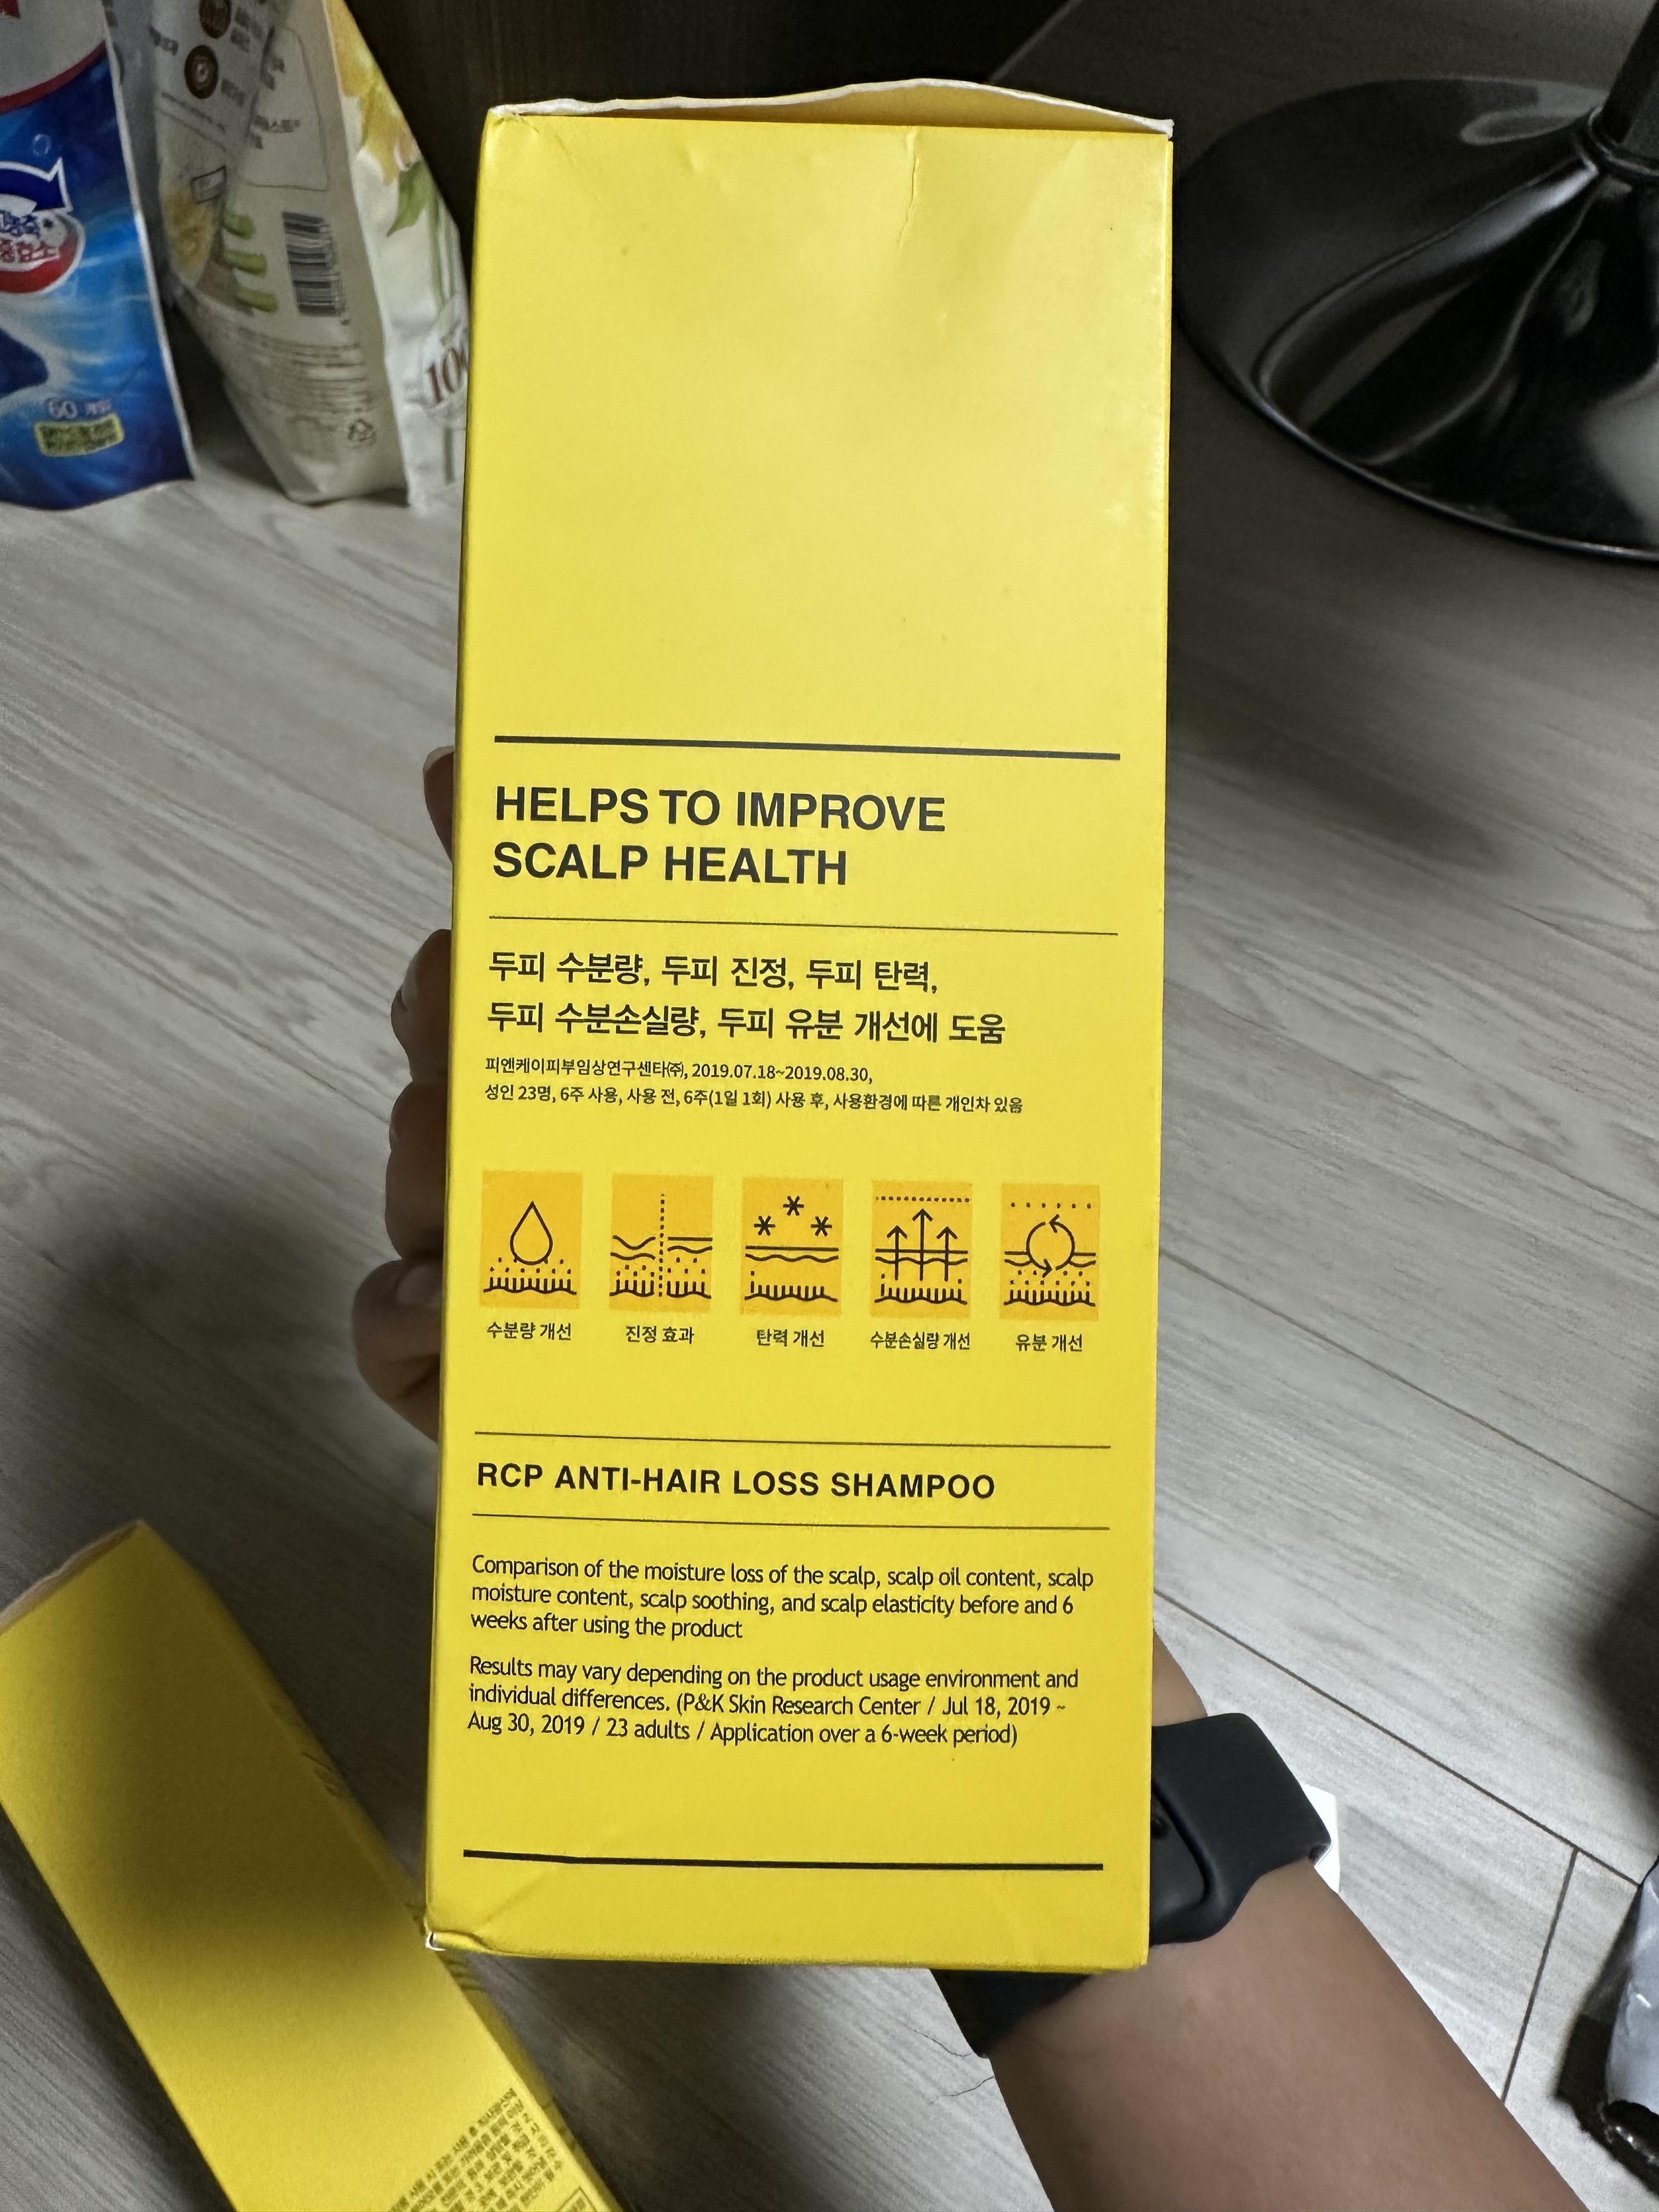 HELPS TO IMPROVE
SCALP HEALTH
두피 수분량, 두피 진정, 두피 탄력,
두피 수분손실량, 두피 유분 개선에 도움
피엔케이피부임상연구센타㈜, 2019.07.18~2019.08.30,
성인 23명, 6주 사용, 사용 전, 6주(1일 1회) 사용 후, 사용환경에 따른 개인차 있음
수분량 개선
진정 효과
탄력 개선
수분손실량 개선
유분 개선
RCP ANTI-HAIR LOSS SHAMPOO
Comparison of the moisture loss of the scalp, scalp oil content, scalp
moisture content, scalp soothing, and scalp elasticity before and 6
weeks after using the product
Results may vary depending on the product usage environment and
individual differences. (P&K Skin Research Center / Jul 18, 2019 ~
Aug 30, 2019 / 23 adults / Application over a 6-week period)
60
100